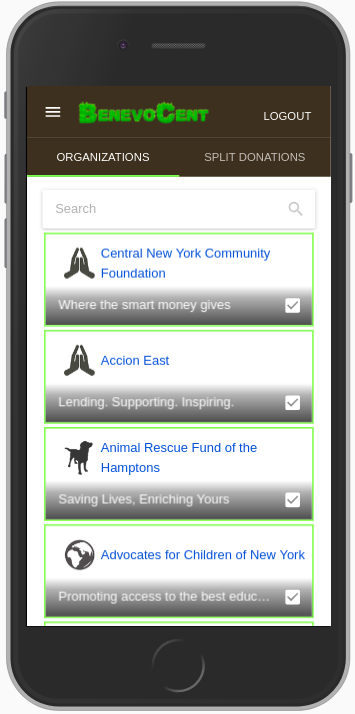 BENEVOCENT
LOGOUT
ORGANIZATIONS
SPLIT DONATIONS
Search
Central New York Community
Foundation
Where the smart money gives
Accion East
Lending. Supporting. Inspiring.
Animal Rescue Fund of the
Hamptons
Saving Lives, Enriching Yours
Advocates for Children of New York
Promoting access to the best educ...